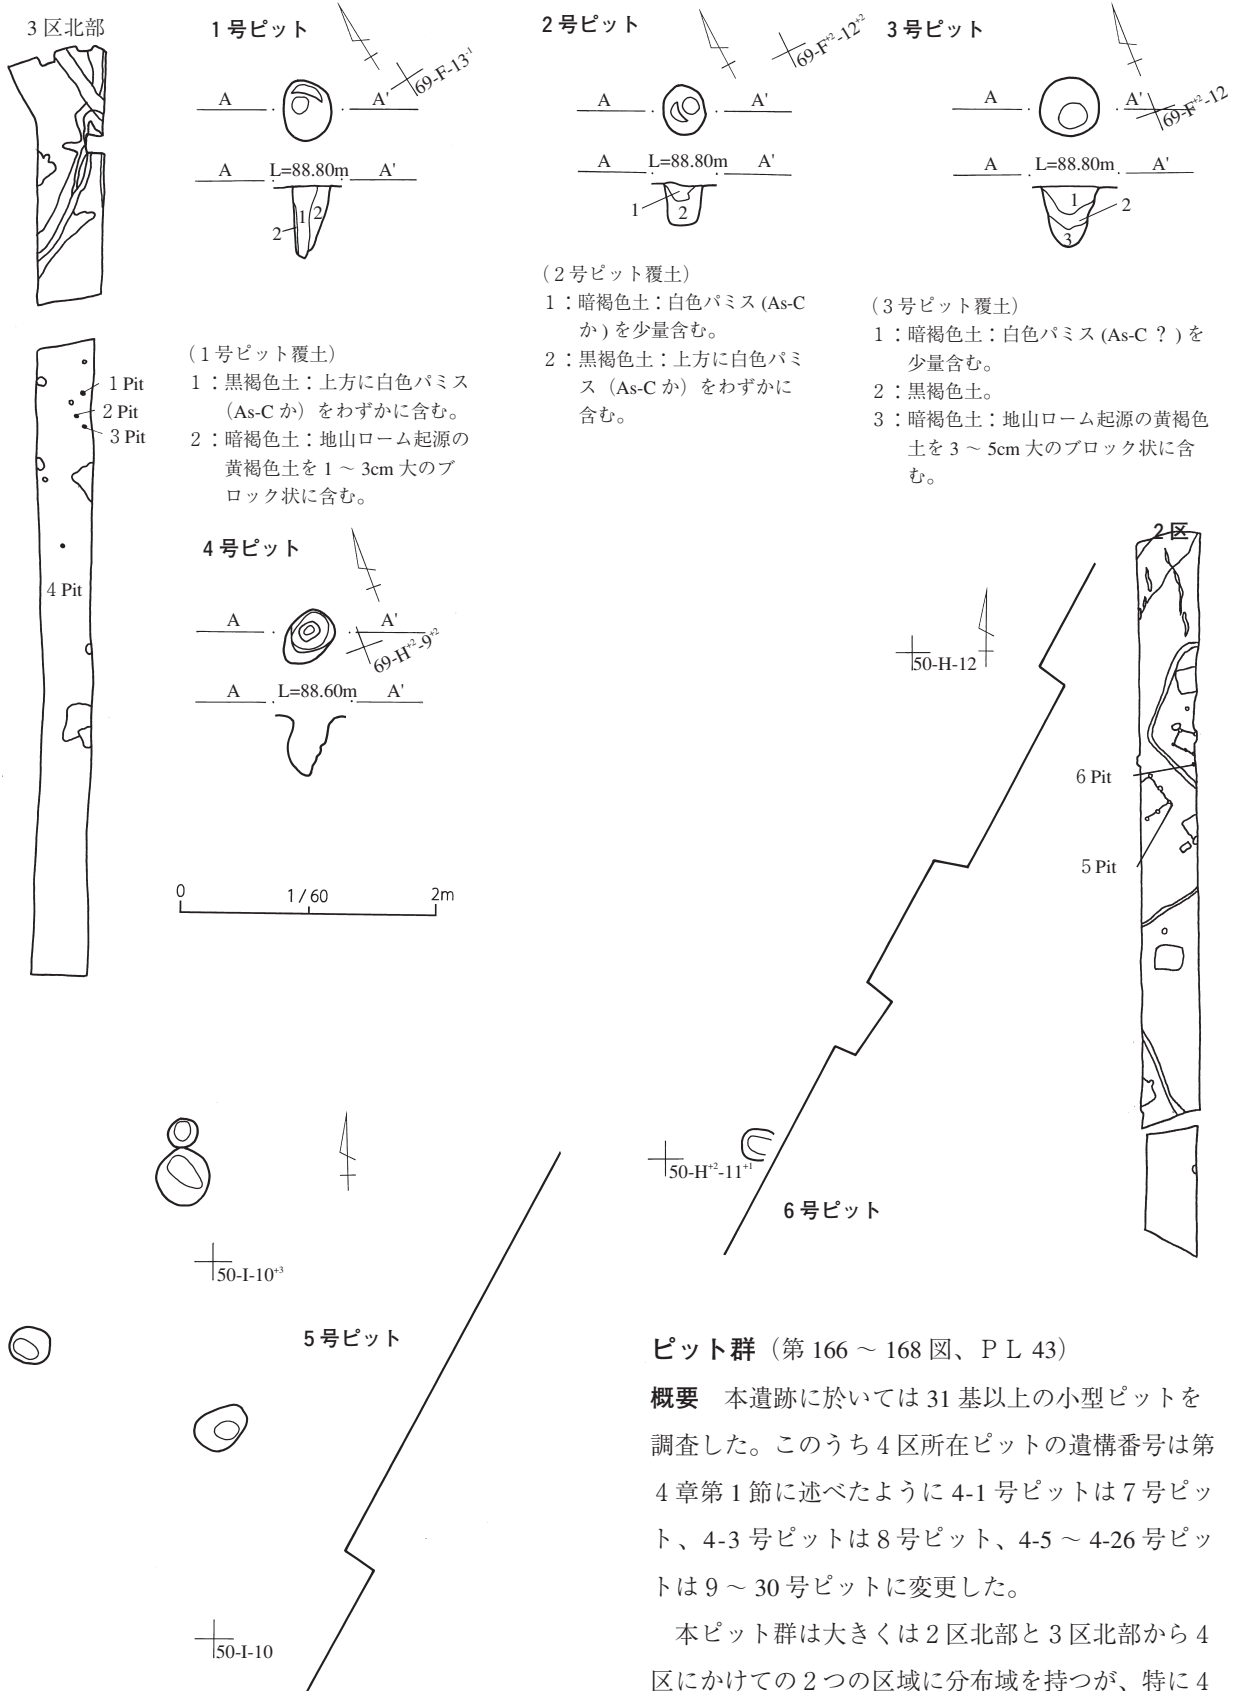 3 区北部
1 号ピット
69-F-13⁻¹
A
A'
A
L=88.80m
A'
1
2
2
2 号ピット
69-F⁺²-12⁺²
A
A'
A
L=88.80m
A'
1
2
3 号ピット
69-F⁺²-12
A
A'
A
L=88.80m
A'
1
2
3
1 Pit
2 Pit
3 Pit
4 Pit
（1 号ピット覆土）
1 ：黒褐色土：上方に白色パミス
（As-C か）をわずかに含む。
2 ：暗褐色土：地山ローム起源の
黄褐色土を 1 ～ 3cm 大のブ
ロック状に含む。
（２号ピット覆土）
1 ：暗褐色土：白色パミス (As-C
か ) を少量含む。
2 ：黒褐色土：上方に白色パミ
ス（As-C か）をわずかに
含む。
（３号ピット覆土）
1 ：暗褐色土：白色パミス (As-C ？ ) を
少量含む。
2 ：黒褐色土。
3 ：暗褐色土：地山ローム起源の黄褐色
土を 3 ～ 5cm 大のブロック状に含
む。
4 号ピット
A
A'
69-H⁺²-9⁺²
A
L=88.60m
A'
0
1 / 60
2m
2 区
6 Pit
5 Pit
50-H-12
50-H⁺²-11⁺¹
6 号ピット
50-I-10⁺³
5 号ピット
50-I-10
ピット群（第 166 ～ 168 図、ＰＬ 43）
概要　本遺跡に於いては 31 基以上の小型ピットを
調査した。このうち４区所在ピットの遺構番号は第
４章第１節に述べたように 4-1 号ピットは７号ピッ
ト、4-3 号ピットは８号ピット、4-5 ～ 4-26 号ピッ
トは９～ 30 号ピットに変更した。
　本ピット群は大きくは２区北部と３区北部から４
区にかけての２つの区域に分布域を持つが、特に４